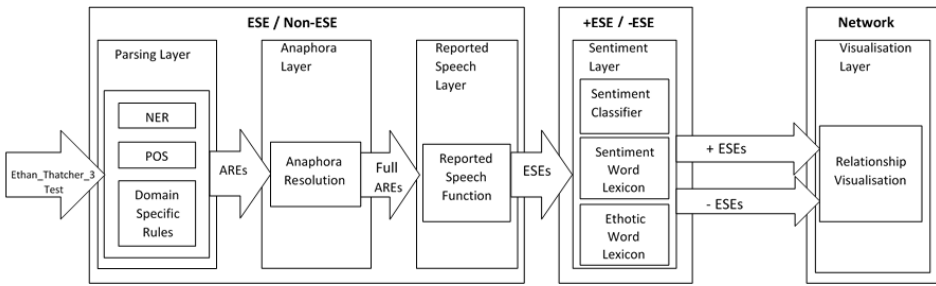 ESE / Non-ESE
+ESE / -ESE
Network
Parsing Layer
Anaphora
Layer
Reported
Speech
Layer
Sentiment
Layer
Visualisation
Layer
NER
POS
Domain
Specific
Rules
Ethan_Thatcher_3
Test
AREs
Anaphora
Resolution
Full
AREs
Reported
Speech
Function
ESEs
Sentiment
Classifier
Sentiment
Word
Lexicon
Ethotic
Word
Lexicon
+ ESEs
- ESEs
Relationship
Visualisation